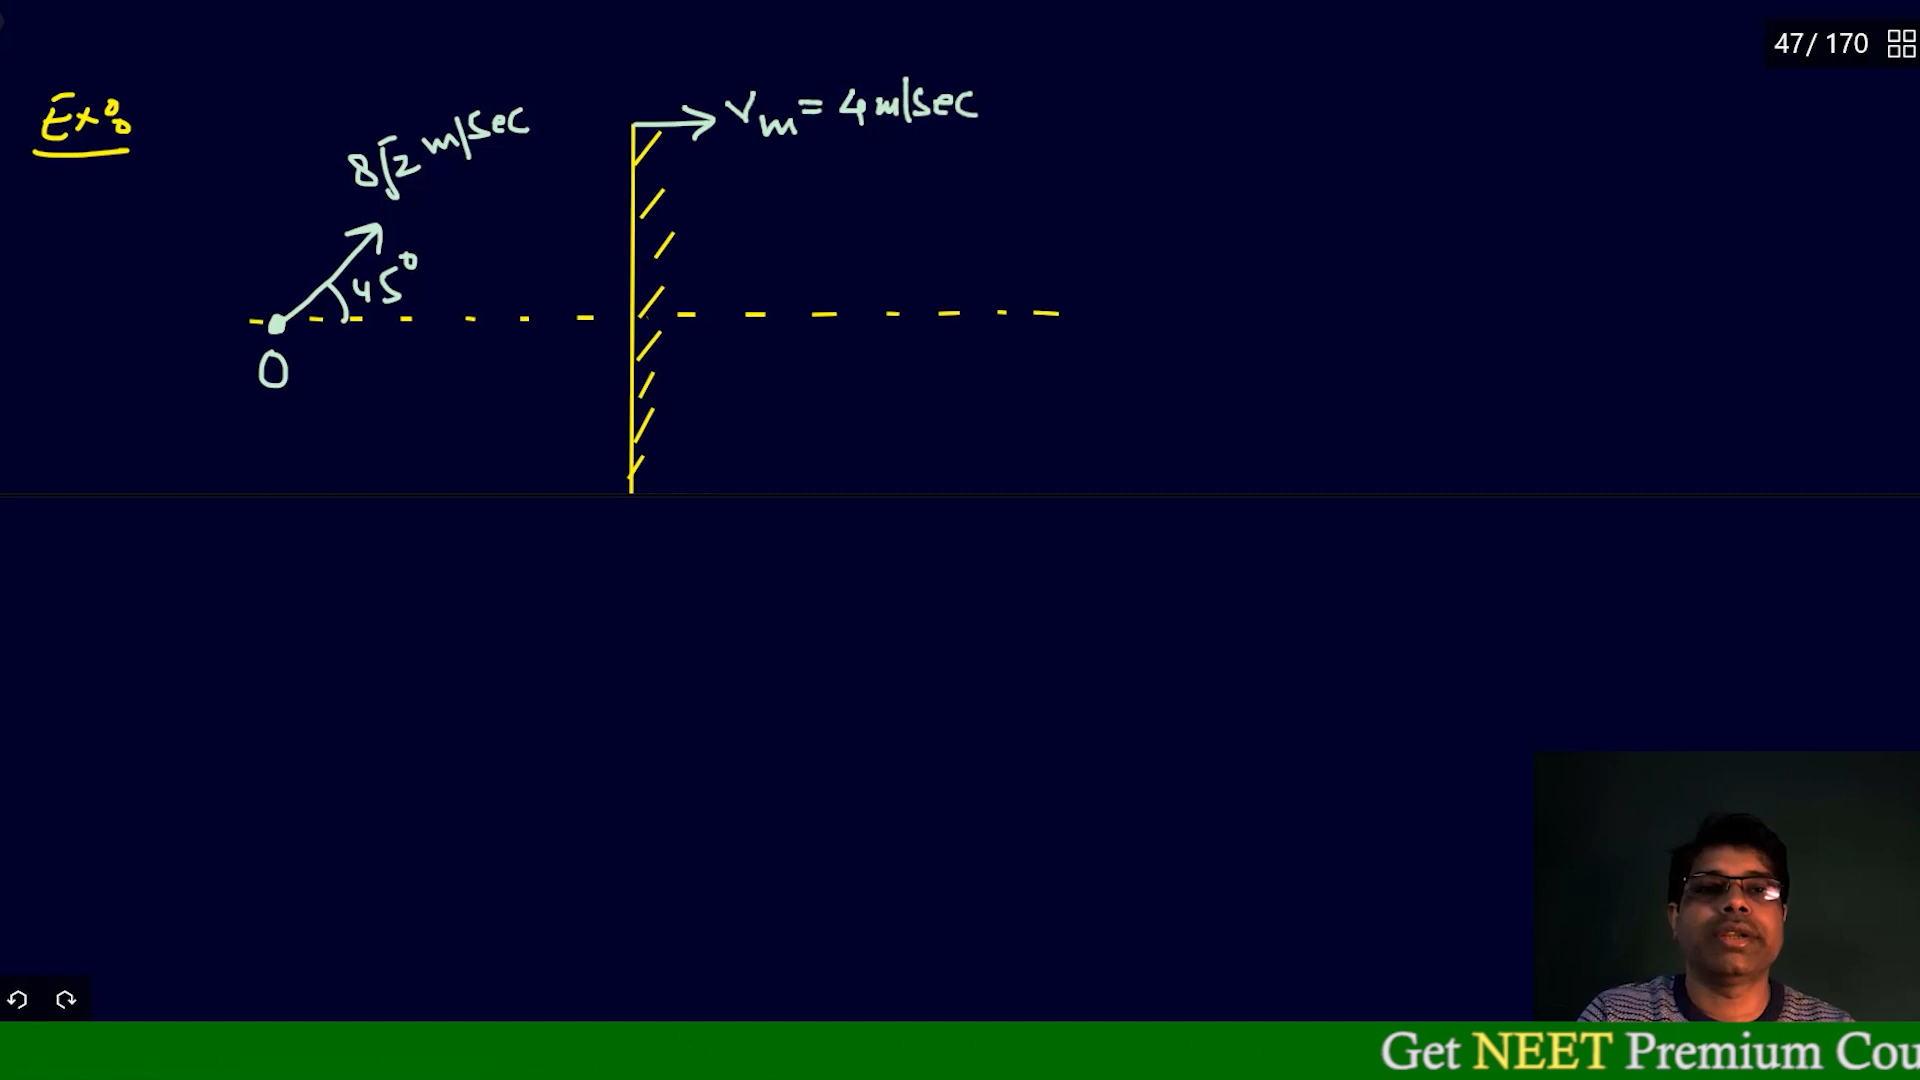 47/ 170
Ex:
8√2 m/sec
Vm = 4 m/sec
45°
O
Get NEET Premium Cou